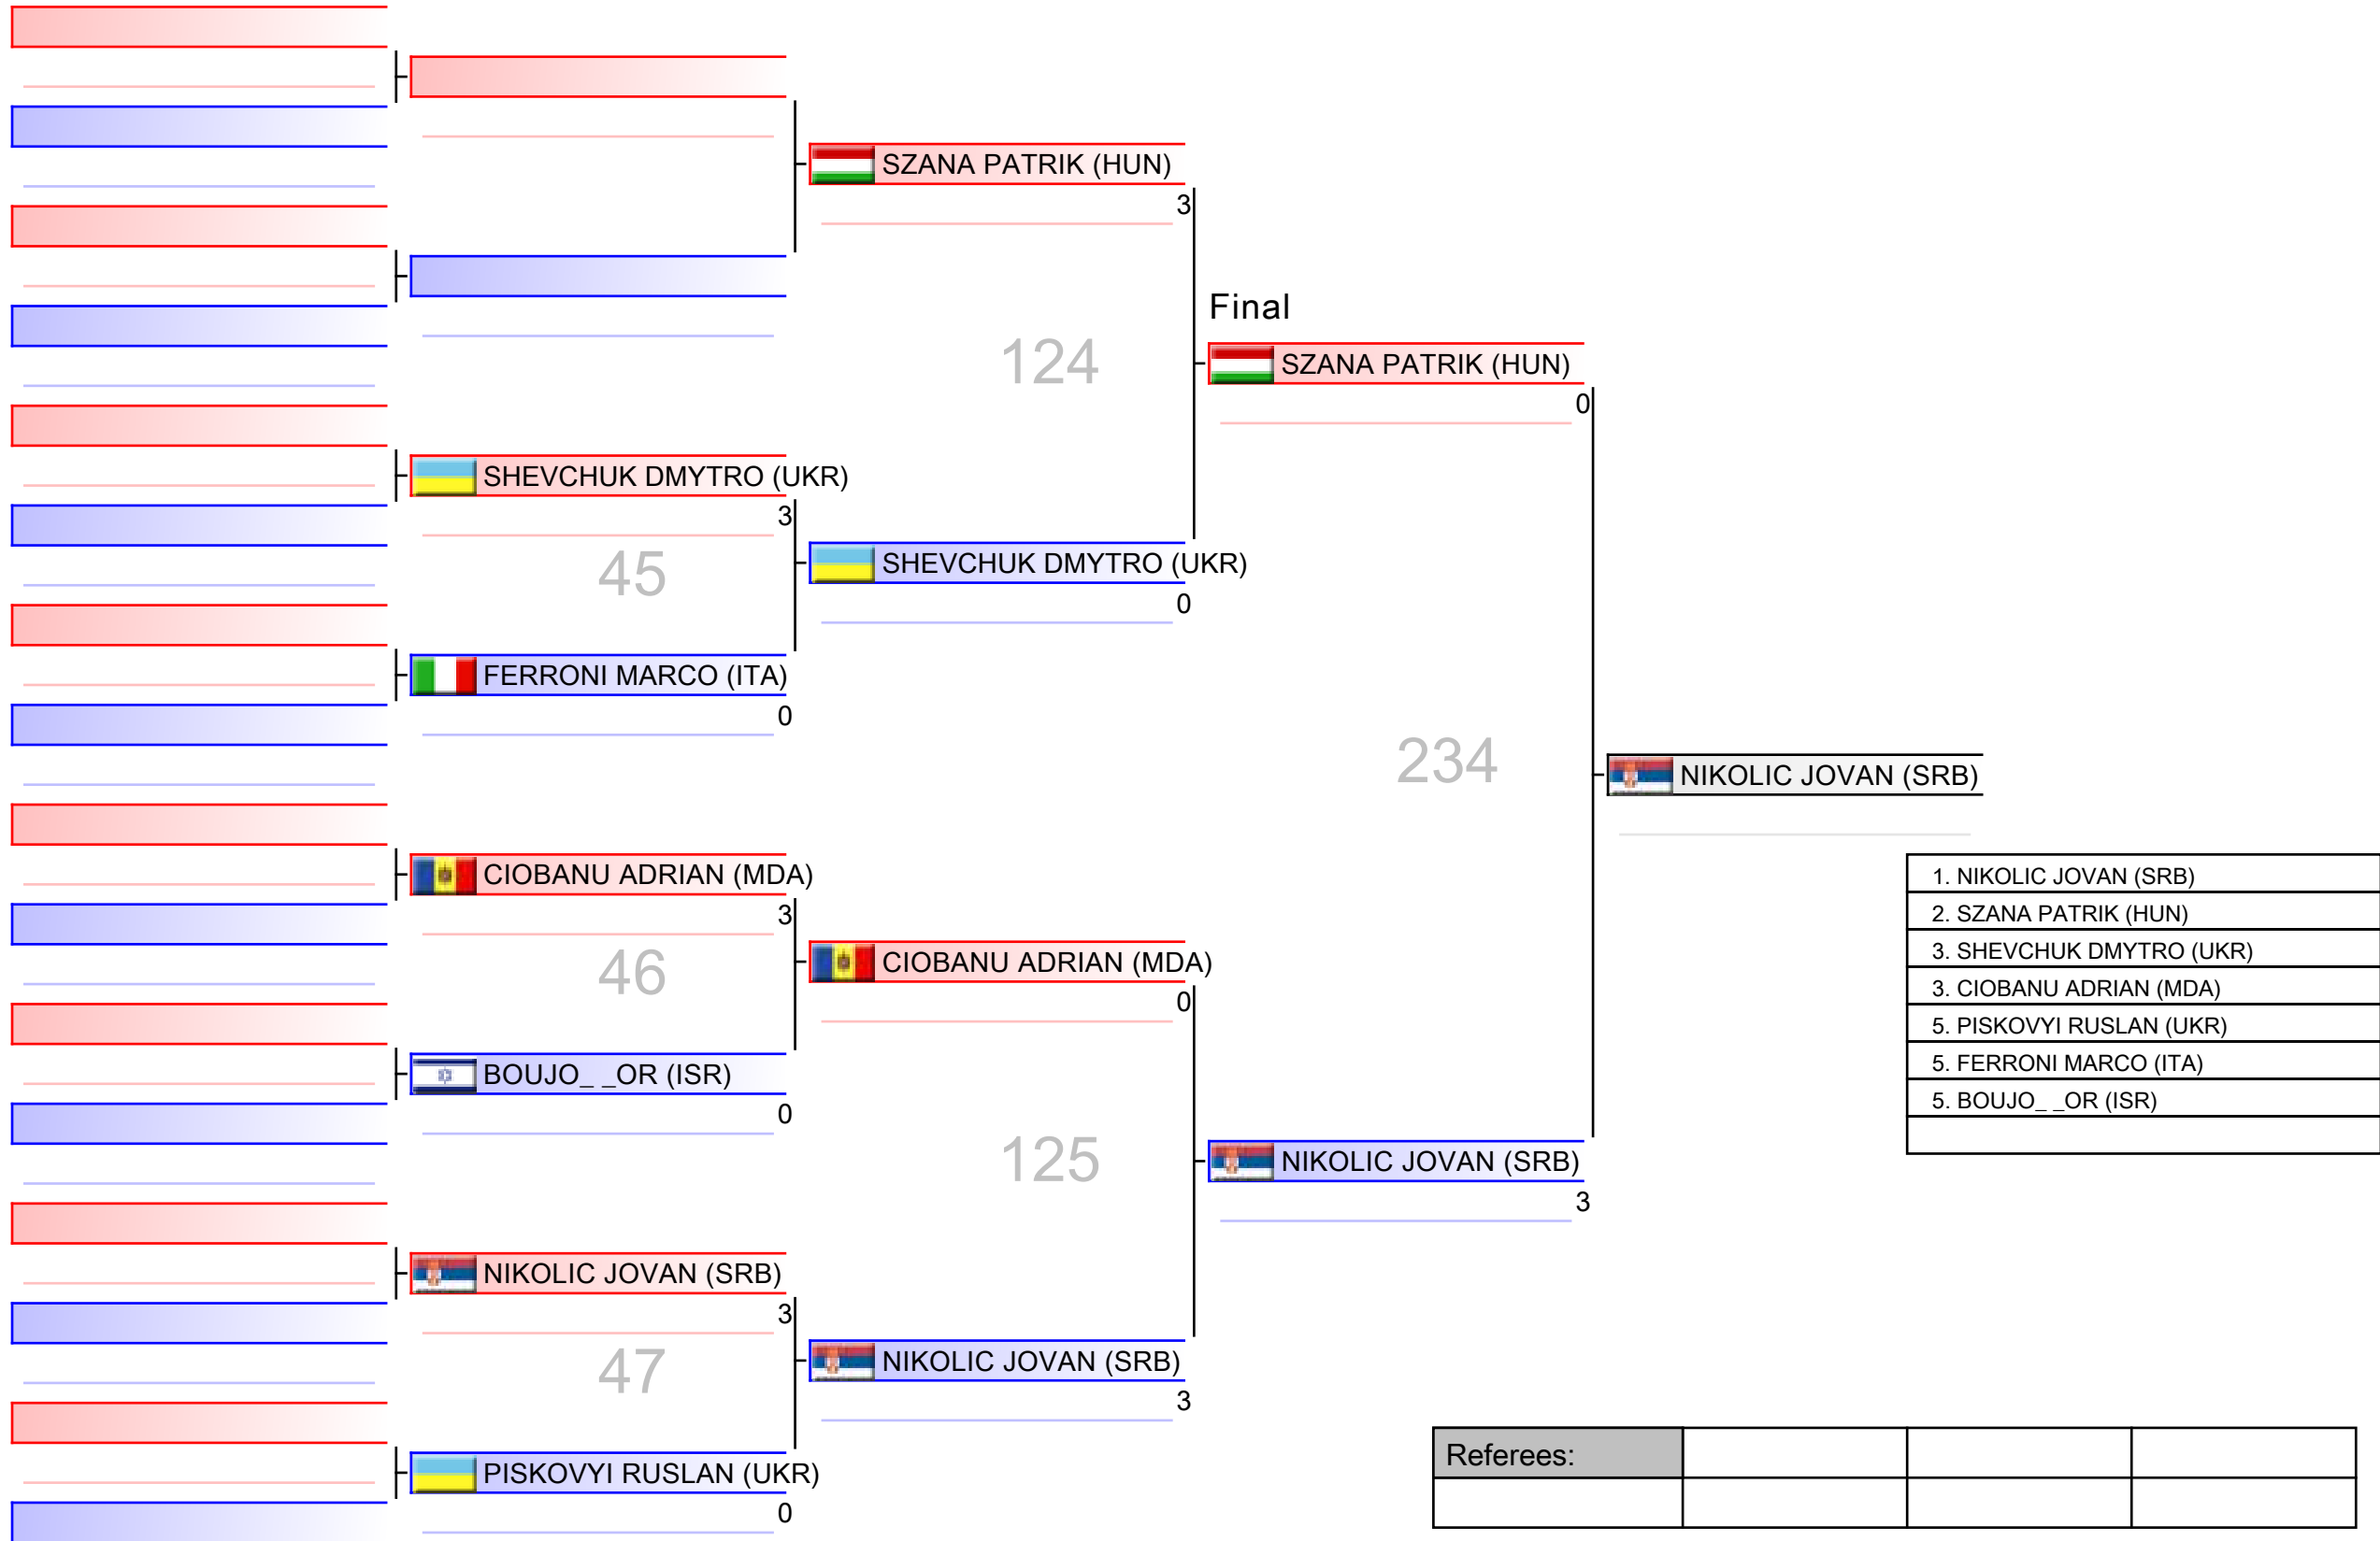 SZANA PATRIK (HUN)
3
Final
124
SZANA PATRIK (HUN)
0
SHEVCHUK DMYTRO (UKR)
3
45
SHEVCHUK DMYTRO (UKR)
0
FERRONI MARCO (ITA)
0
234
NIKOLIC JOVAN (SRB)
CIOBANU ADRIAN (MDA)
3
46
CIOBANU ADRIAN (MDA)
0
BOUJO_ _OR (ISR)
0
125
NIKOLIC JOVAN (SRB)
3
NIKOLIC JOVAN (SRB)
3
47
NIKOLIC JOVAN (SRB)
3
PISKOVYI RUSLAN (UKR)
0
1. NIKOLIC JOVAN (SRB)
2. SZANA PATRIK (HUN)
3. SHEVCHUK DMYTRO (UKR)
3. CIOBANU ADRIAN (MDA)
5. PISKOVYI RUSLAN (UKR)
5. FERRONI MARCO (ITA)
5. BOUJO_ _OR (ISR)
Referees: